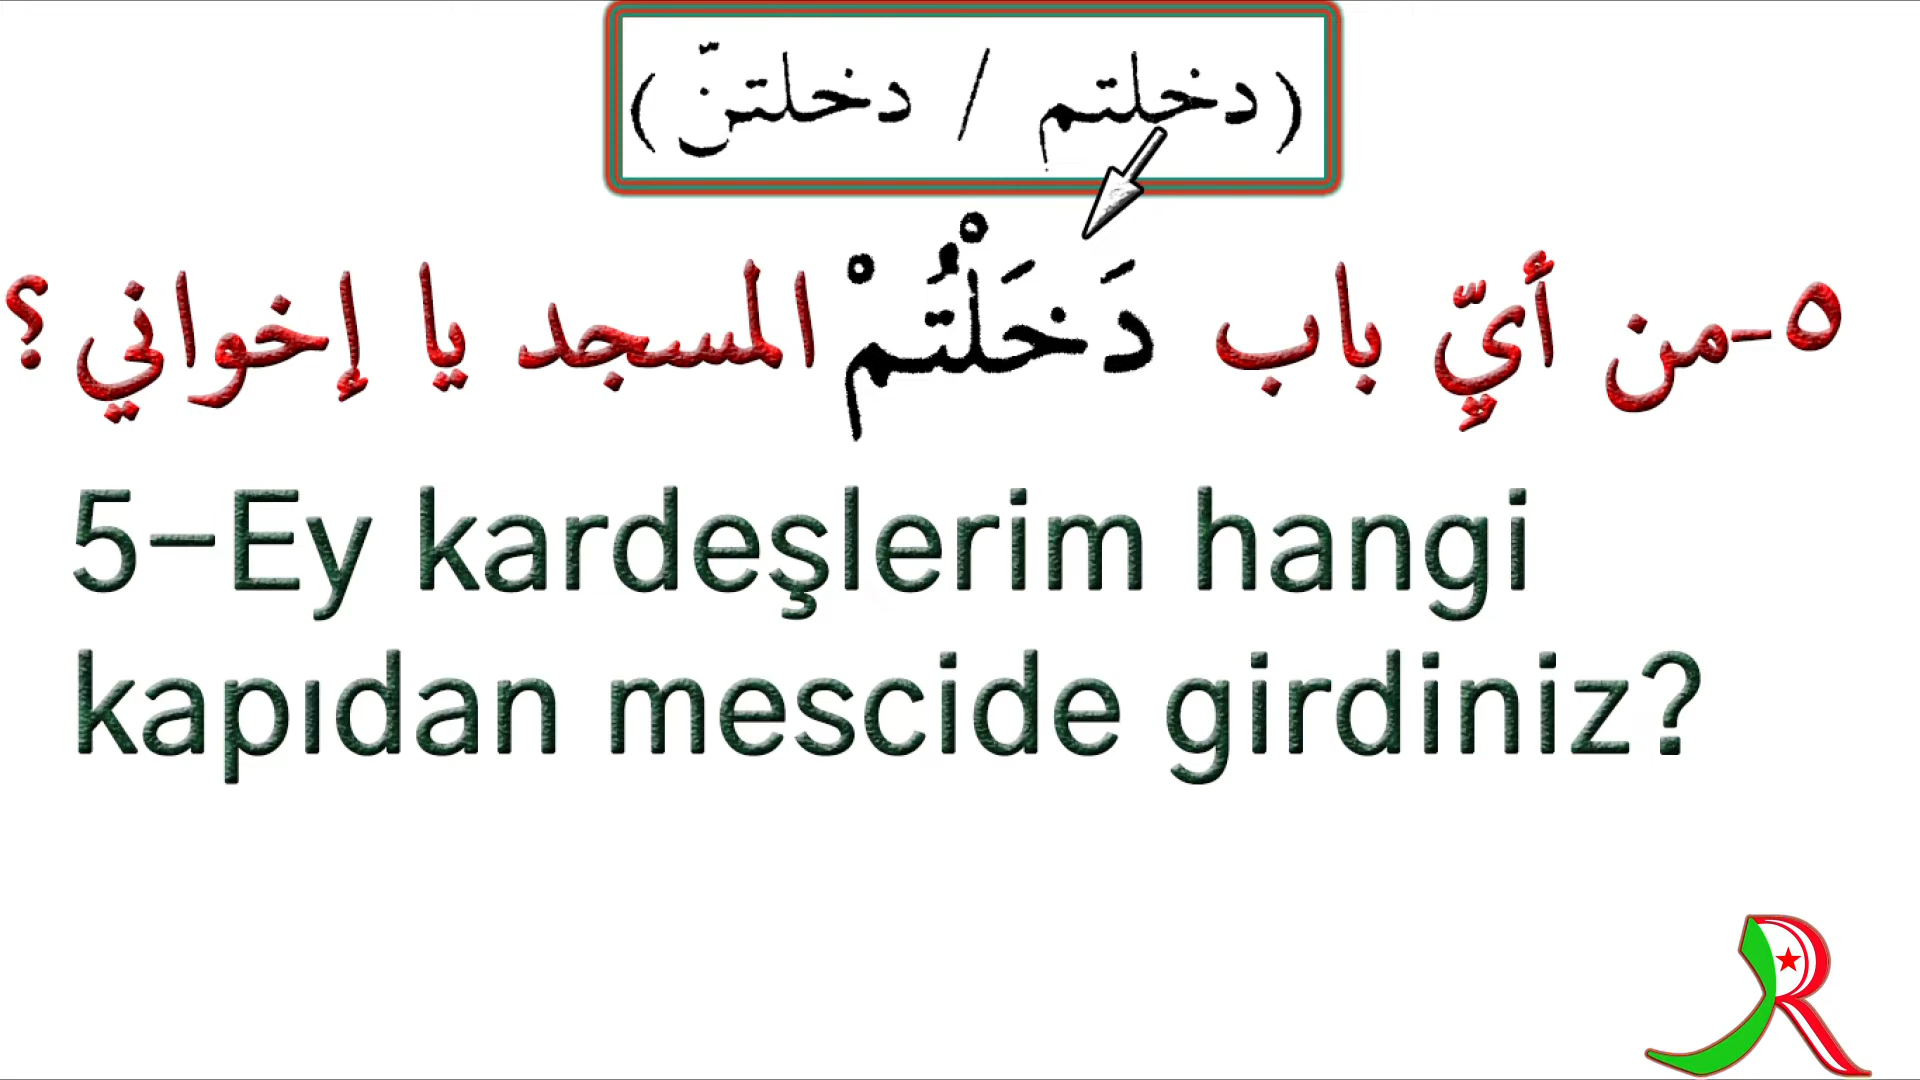 (دخلتم / دخلتنّ)
٥-من أيِّ باب دَخَلْتُمْ المسجد يا إخواني ؟
5-Ey kardeşlerim hangi
kapıdan mescide girdiniz?